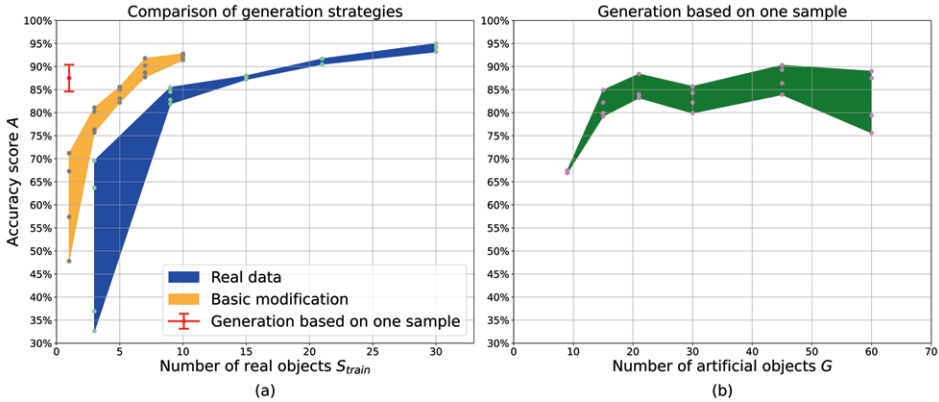 Comparison of generation strategies
Accuracy score A
100%
95%
90%
85%
80%
75%
70%
65%
60%
55%
50%
45%
40%
35%
30%
Real data
Basic modification
Generation based on one sample
0 5 10 15 20 25 30
Number of real objects S_train
(a)
Generation based on one sample
100%
95%
90%
85%
80%
75%
70%
65%
60%
55%
50%
45%
40%
35%
30%
0 10 20 30 40 50 60 70
Number of artificial objects G
(b)